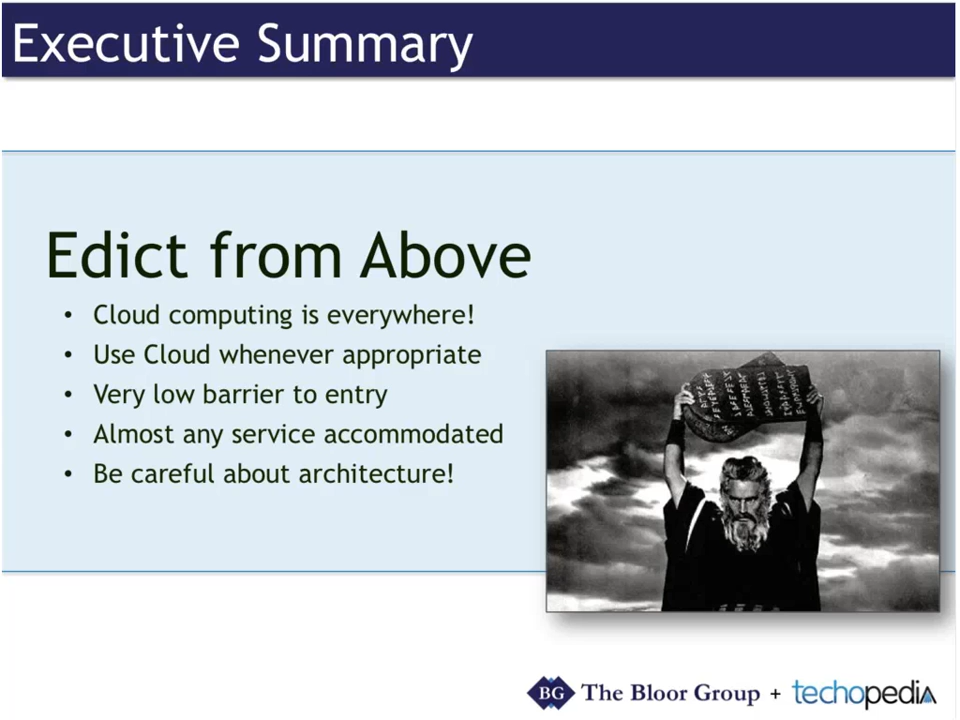 Executive Summary
Edict from Above
• Cloud computing is everywhere!
• Use Cloud whenever appropriate
• Very low barrier to entry
• Almost any service accommodated
• Be careful about architecture!
BG The Bloor Group + techopedia